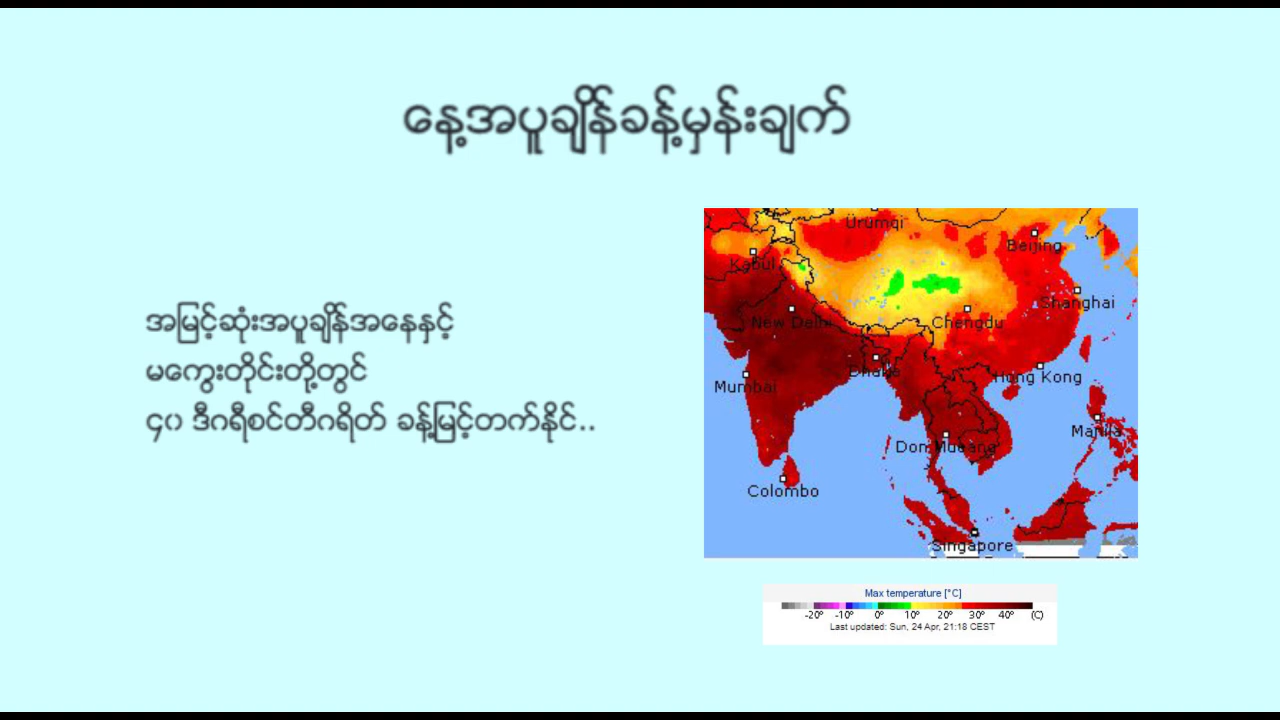 နေ့အပူချိန်ခန့်မှန်းချက်
အမြင့်ဆုံးအပူချိန်အနေနှင့်
မကွေးတိုင်းတို့တွင်
၄၀ ဒီဂရီစင်တီဂရိတ် ခန့်မြင့်တက်နိုင်..
Ürümqi
Beijing
Kabul
Shanghai
New Delhi
Chengdu
Dhaka
Mumbai
Hong Kong
Manila
Don Mueang
Colombo
Singapore
Max temperature [°C]
-20° -10° 0° 10° 20° 30° 40° (C)
Last updated: Sun, 24 Apr, 21:18 CEST